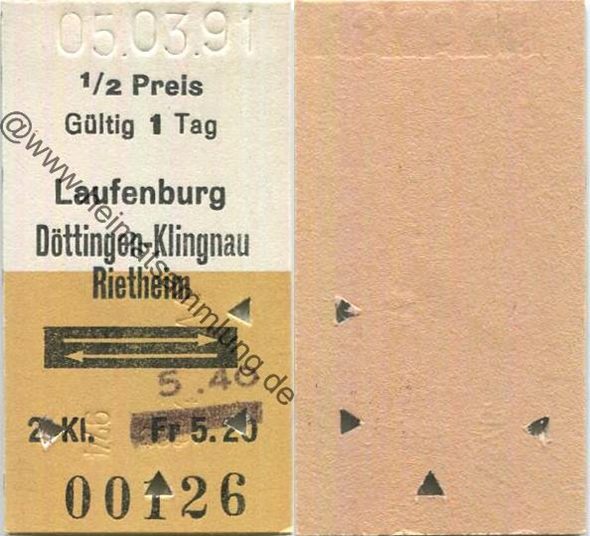 05.03.91
1/2 Preis
Gültig 1 Tag
Laufenburg
Döttingen-Klingnau
Rietheim
5.40
2. Kl. Fr 5.20
00126
@www.heimatsammlung.de